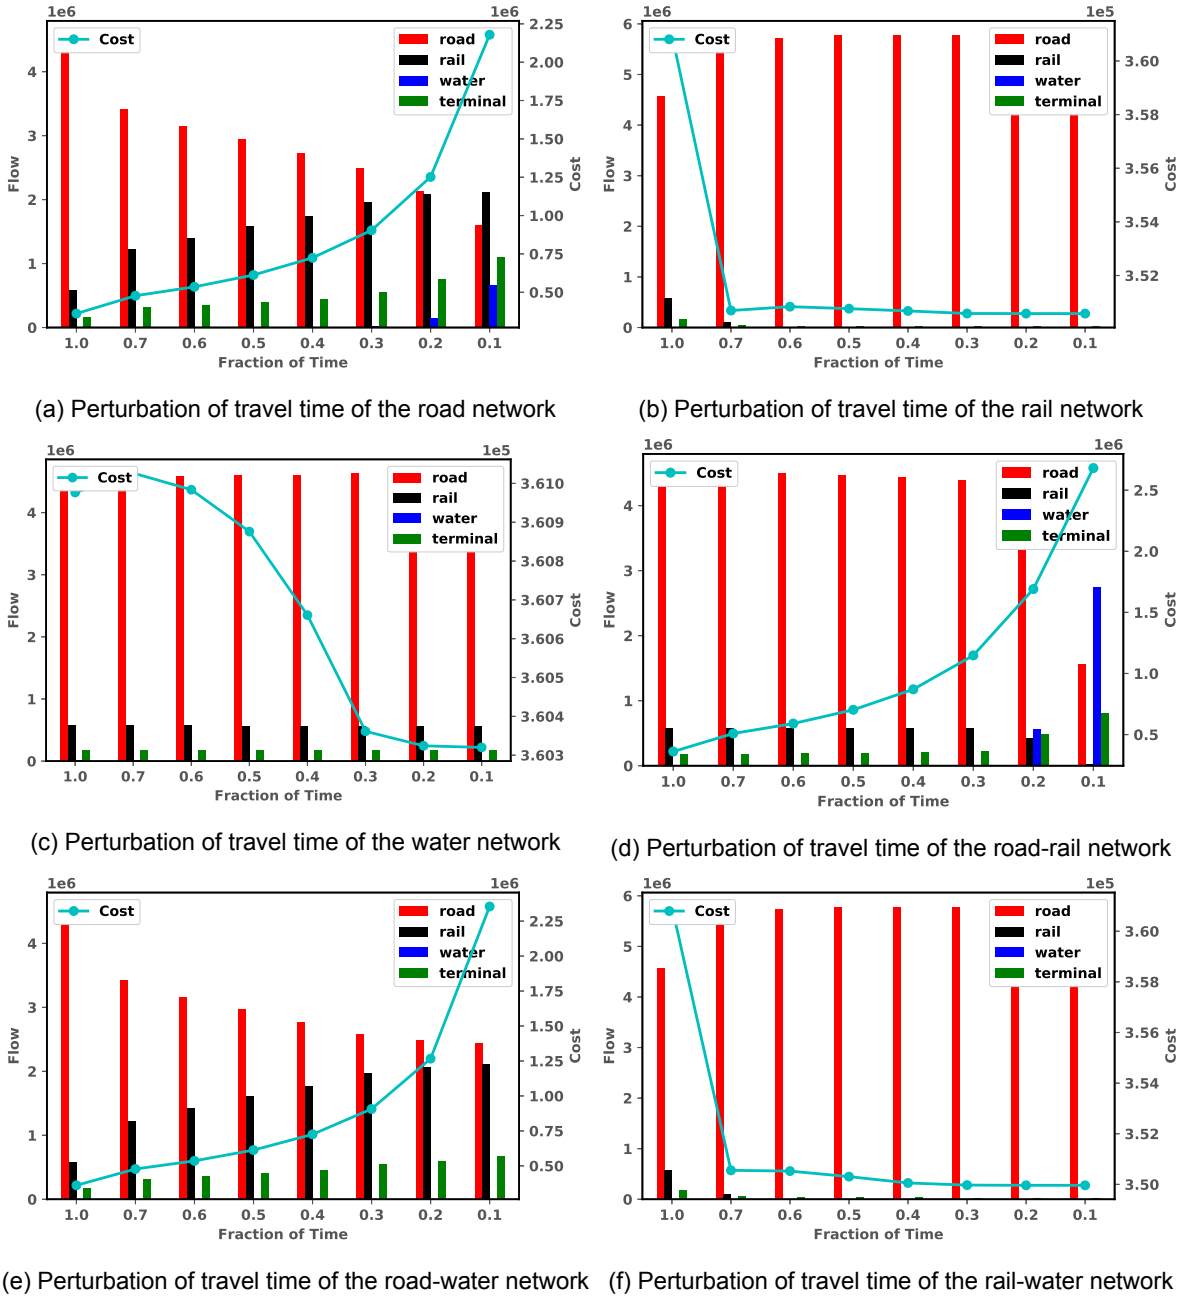 1e6
1e6
Cost
road
rail
water
terminal
Flow
4
3
2
1
0
2.25
2.00
1.75
1.50
1.25
1.00
0.75
0.50
Cost
1.0 0.7 0.6 0.5 0.4 0.3 0.2 0.1
Fraction of Time
(a) Perturbation of travel time of the road network
1e6
1e5
Cost
road
rail
water
terminal
Flow
6
5
4
3
2
1
0
3.60
3.58
3.56
3.54
3.52
Cost
1.0 0.7 0.6 0.5 0.4 0.3 0.2 0.1
Fraction of Time
(b) Perturbation of travel time of the rail network
1e6
1e5
Cost
road
rail
water
terminal
Flow
4
3
2
1
0
3.610
3.609
3.608
3.607
3.606
3.605
3.604
3.603
Cost
1.0 0.7 0.6 0.5 0.4 0.3 0.2 0.1
Fraction of Time
(c) Perturbation of travel time of the water network
1e6
1e6
Cost
road
rail
water
terminal
Flow
4
3
2
1
0
2.5
2.0
1.5
1.0
0.5
Cost
1.0 0.7 0.6 0.5 0.4 0.3 0.2 0.1
Fraction of Time
(d) Perturbation of travel time of the road-rail network
1e6
1e6
Cost
road
rail
water
terminal
Flow
4
3
2
1
0
2.25
2.00
1.75
1.50
1.25
1.00
0.75
0.50
Cost
1.0 0.7 0.6 0.5 0.4 0.3 0.2 0.1
Fraction of Time
(e) Perturbation of travel time of the road-water network
1e6
1e5
Cost
road
rail
water
terminal
Flow
6
5
4
3
2
1
0
3.60
3.58
3.56
3.54
3.52
3.50
Cost
1.0 0.7 0.6 0.5 0.4 0.3 0.2 0.1
Fraction of Time
(f) Perturbation of travel time of the rail-water network